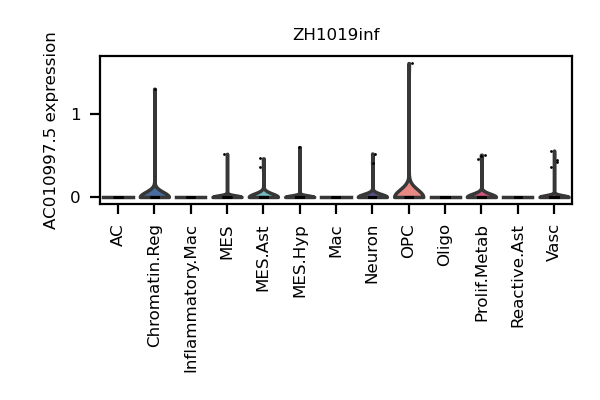 ZH1019inf
AC010997.5 expression
1
0
AC
Chromatin.Reg
Inflammatory.Mac
MES
MES.Ast
MES.Hyp
Mac
Neuron
OPC
Oligo
Prolif.Metab
Reactive.Ast
Vasc